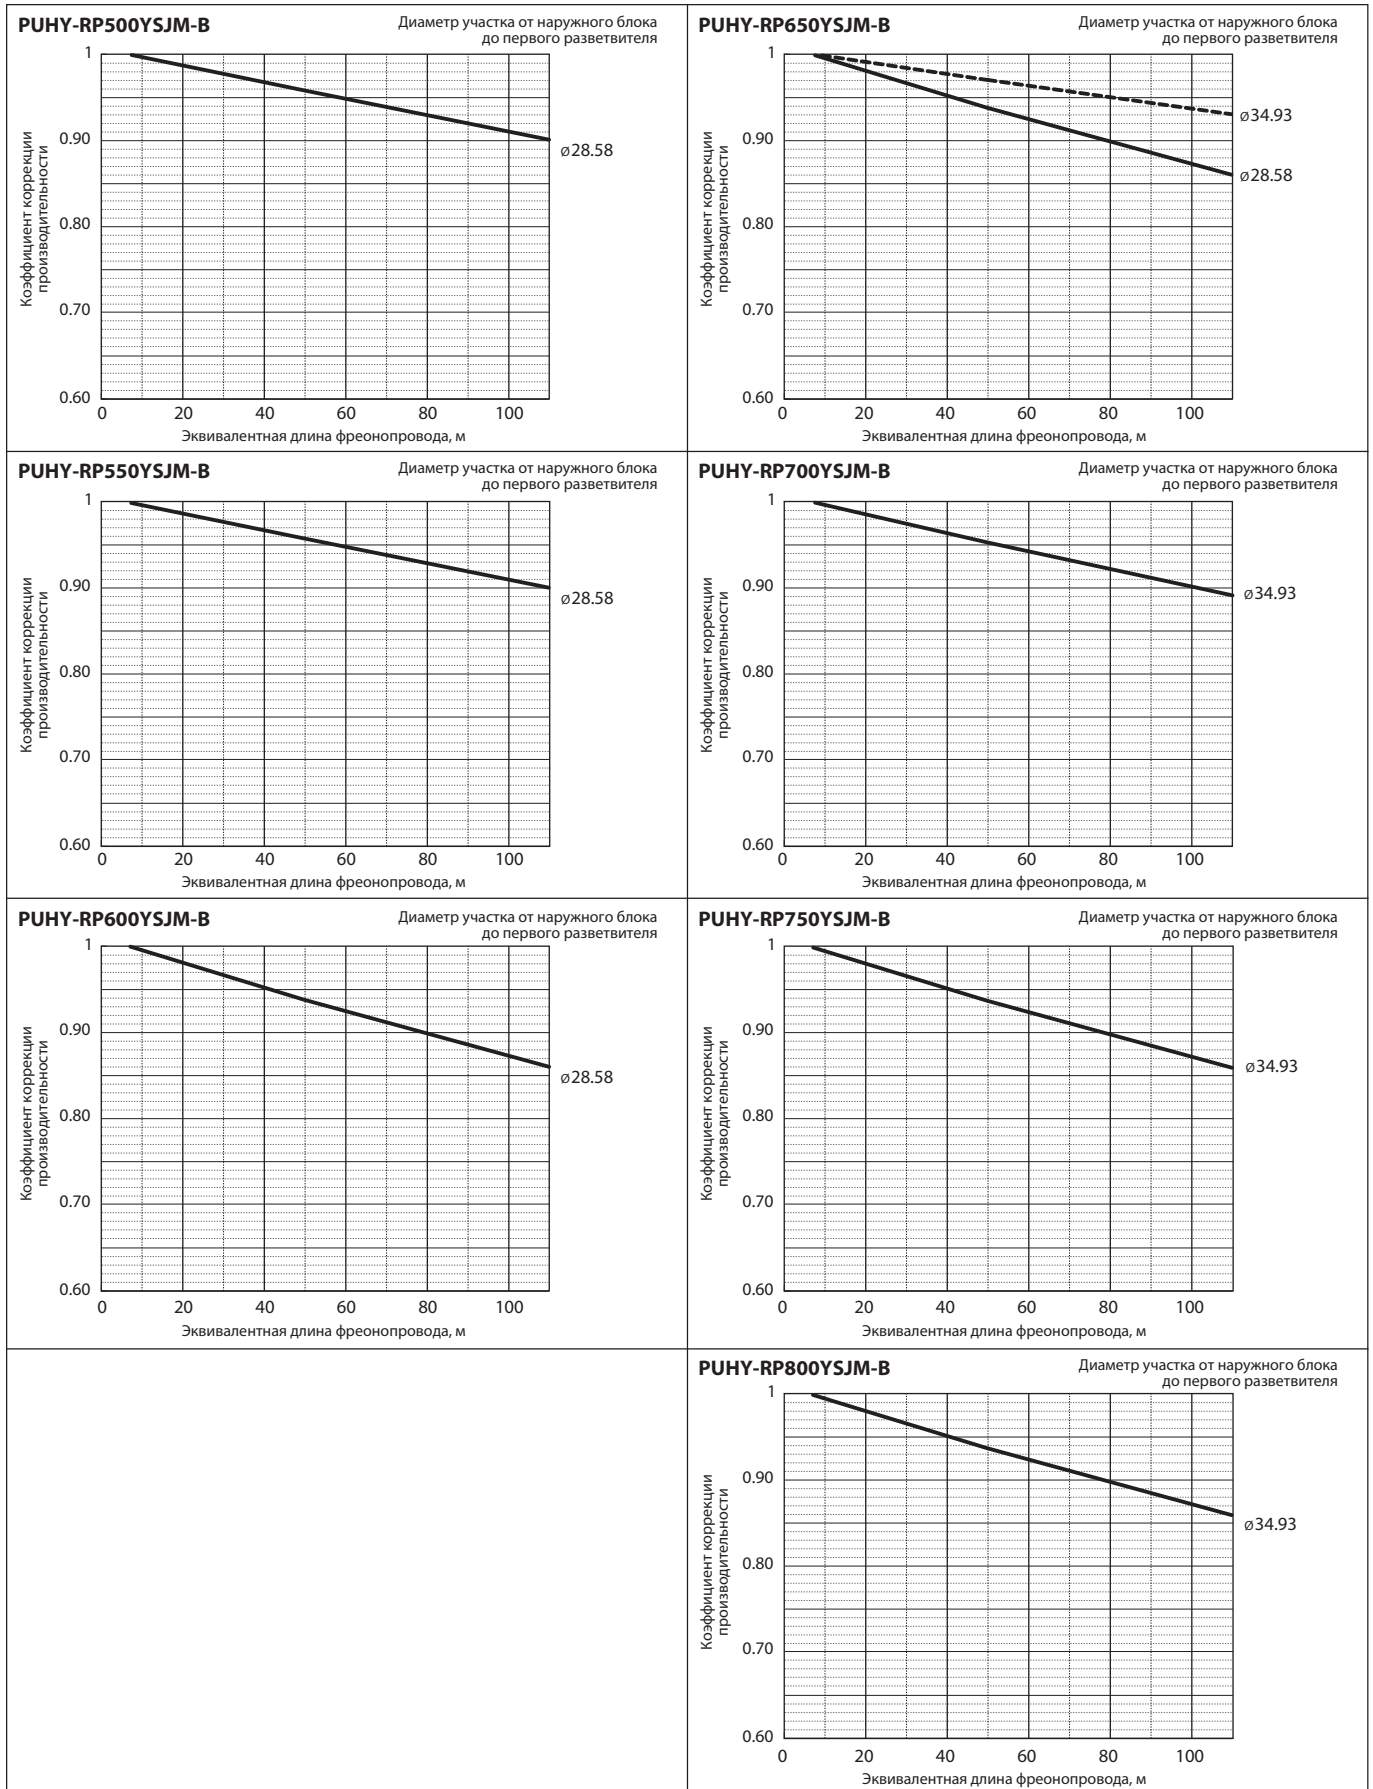 PUHY-RP500YSJM-B
Диаметр участка от наружного блока
до первого разветвителя
Коэффициент коррекции
производительности
1
0.90
0.80
0.70
0.60
ø28.58
0 20 40 60 80 100
Эквивалентная длина фреонопровода, м
PUHY-RP650YSJM-B
Диаметр участка от наружного блока
до первого разветвителя
Коэффициент коррекции
производительности
1
0.90
0.80
0.70
0.60
ø34.93
ø28.58
0 20 40 60 80 100
Эквивалентная длина фреонопровода, м
PUHY-RP550YSJM-B
Диаметр участка от наружного блока
до первого разветвителя
Коэффициент коррекции
производительности
1
0.90
0.80
0.70
0.60
ø28.58
0 20 40 60 80 100
Эквивалентная длина фреонопровода, м
PUHY-RP700YSJM-B
Диаметр участка от наружного блока
до первого разветвителя
Коэффициент коррекции
производительности
1
0.90
0.80
0.70
0.60
ø34.93
0 20 40 60 80 100
Эквивалентная длина фреонопровода, м
PUHY-RP600YSJM-B
Диаметр участка от наружного блока
до первого разветвителя
Коэффициент коррекции
производительности
1
0.90
0.80
0.70
0.60
ø28.58
0 20 40 60 80 100
Эквивалентная длина фреонопровода, м
PUHY-RP750YSJM-B
Диаметр участка от наружного блока
до первого разветвителя
Коэффициент коррекции
производительности
1
0.90
0.80
0.70
0.60
ø34.93
0 20 40 60 80 100
Эквивалентная длина фреонопровода, м
PUHY-RP800YSJM-B
Диаметр участка от наружного блока
до первого разветвителя
Коэффициент коррекции
производительности
1
0.90
0.80
0.70
0.60
ø34.93
0 20 40 60 80 100
Эквивалентная длина фреонопровода, м